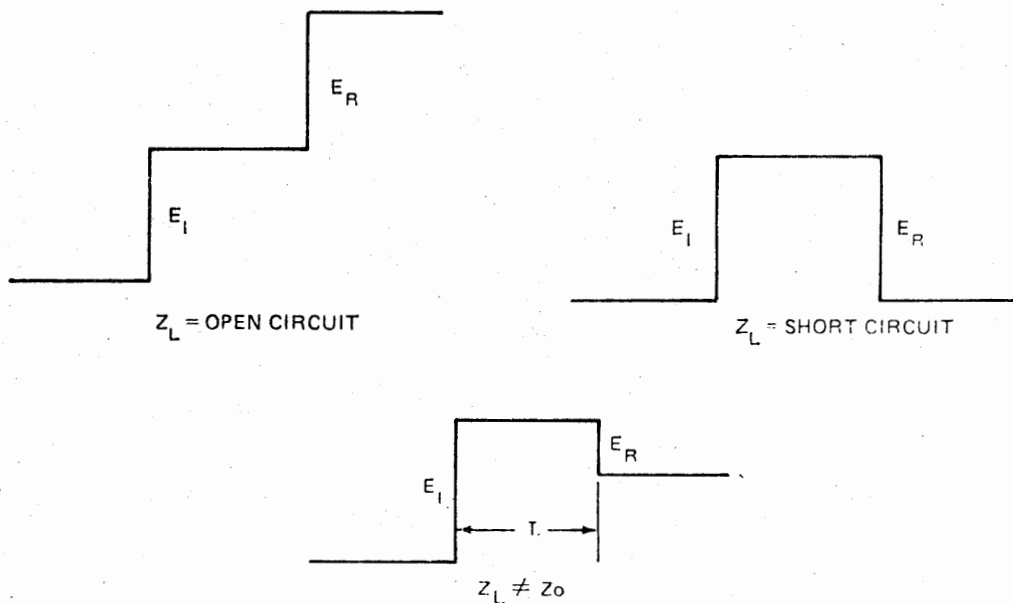 E_R
E_I
Z_L = OPEN CIRCUIT
E_I E_R
Z_L = SHORT CIRCUIT
E_R
E_I
T.
Z_L ≠ Zo